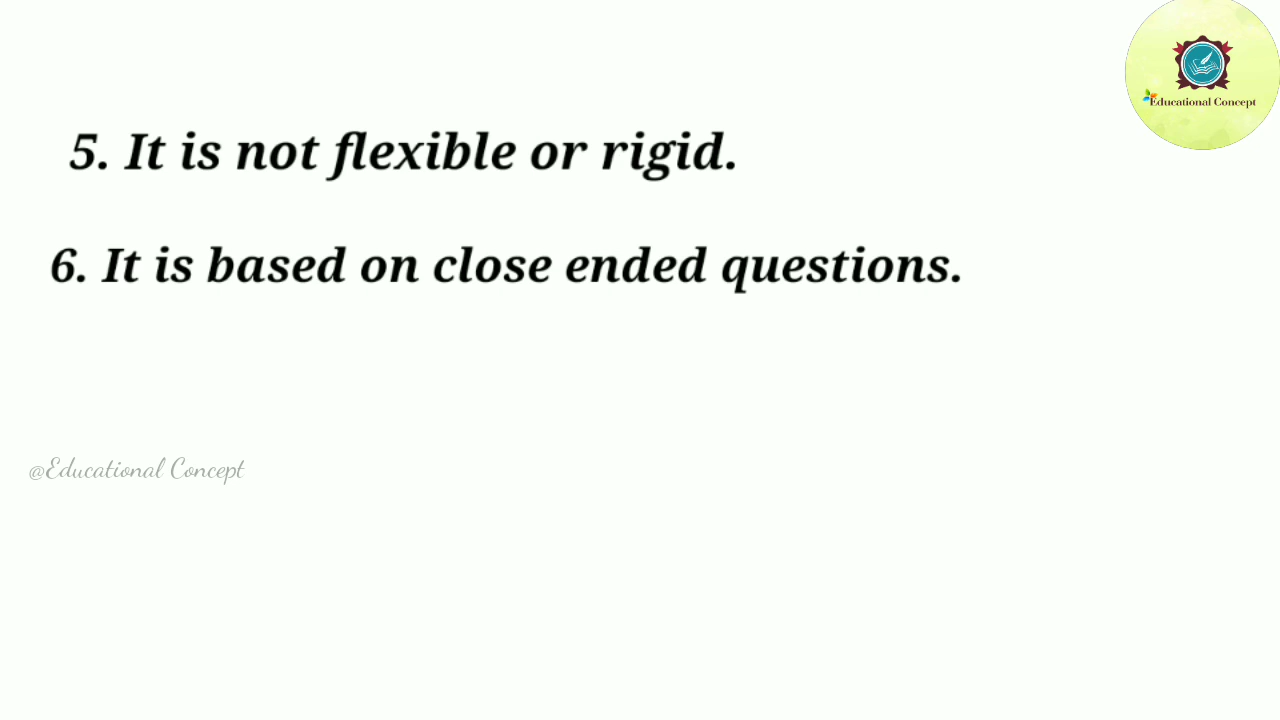 Educational Concept
5. It is not flexible or rigid.
6. It is based on close ended questions.
@Educational Concept